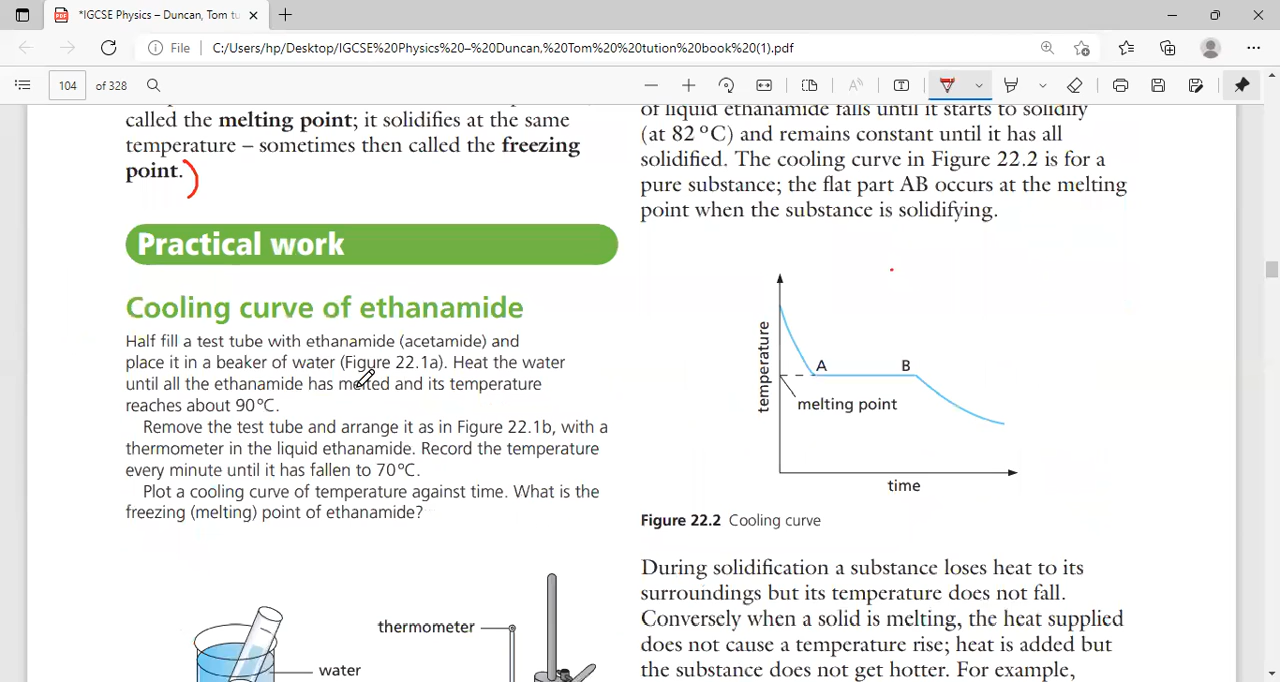 *IGCSE Physics – Duncan, Tom tu
File
C:/Users/hp/Desktop/IGCSE%20Physics%20–%20Duncan.%20Tom%20%20tution%20book%20(1).pdf
104 of 328
called the melting point; it solidifies at the same
temperature – sometimes then called the freezing
point.
Practical work
Cooling curve of ethanamide
Half fill a test tube with ethanamide (acetamide) and
place it in a beaker of water (Figure 22.1a). Heat the water
until all the ethanamide has melted and its temperature
reaches about 90°C.
Remove the test tube and arrange it as in Figure 22.1b, with a
thermometer in the liquid ethanamide. Record the temperature
every minute until it has fallen to 70°C.
Plot a cooling curve of temperature against time. What is the
freezing (melting) point of ethanamide?
thermometer
water
of liquid ethanamide falls until it starts to solidify
(at 82 °C) and remains constant until it has all
solidified. The cooling curve in Figure 22.2 is for a
pure substance; the flat part AB occurs at the melting
point when the substance is solidifying.
temperature
A
B
melting point
time
Figure 22.2 Cooling curve
During solidification a substance loses heat to its
surroundings but its temperature does not fall.
Conversely when a solid is melting, the heat supplied
does not cause a temperature rise; heat is added but
the substance does not get hotter. For example,